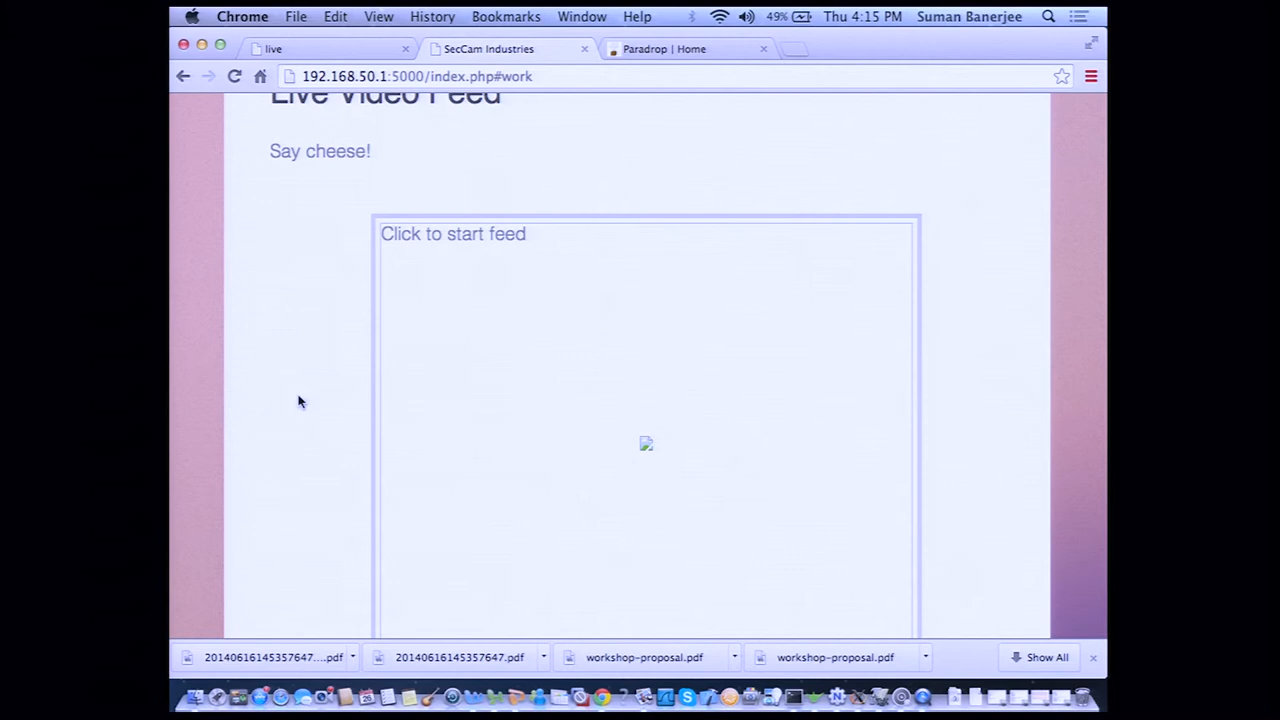 Chrome File Edit View History Bookmarks Window Help 49% Thu 4:15 PM Suman Banerjee
live SecCam Industries Paradrop | Home
192.168.50.1:5000/index.php#work
Live Video Feed
Say cheese!
Click to start feed
20140616145357647....pdf 20140616145357647.pdf workshop-proposal.pdf workshop-proposal.pdf Show All